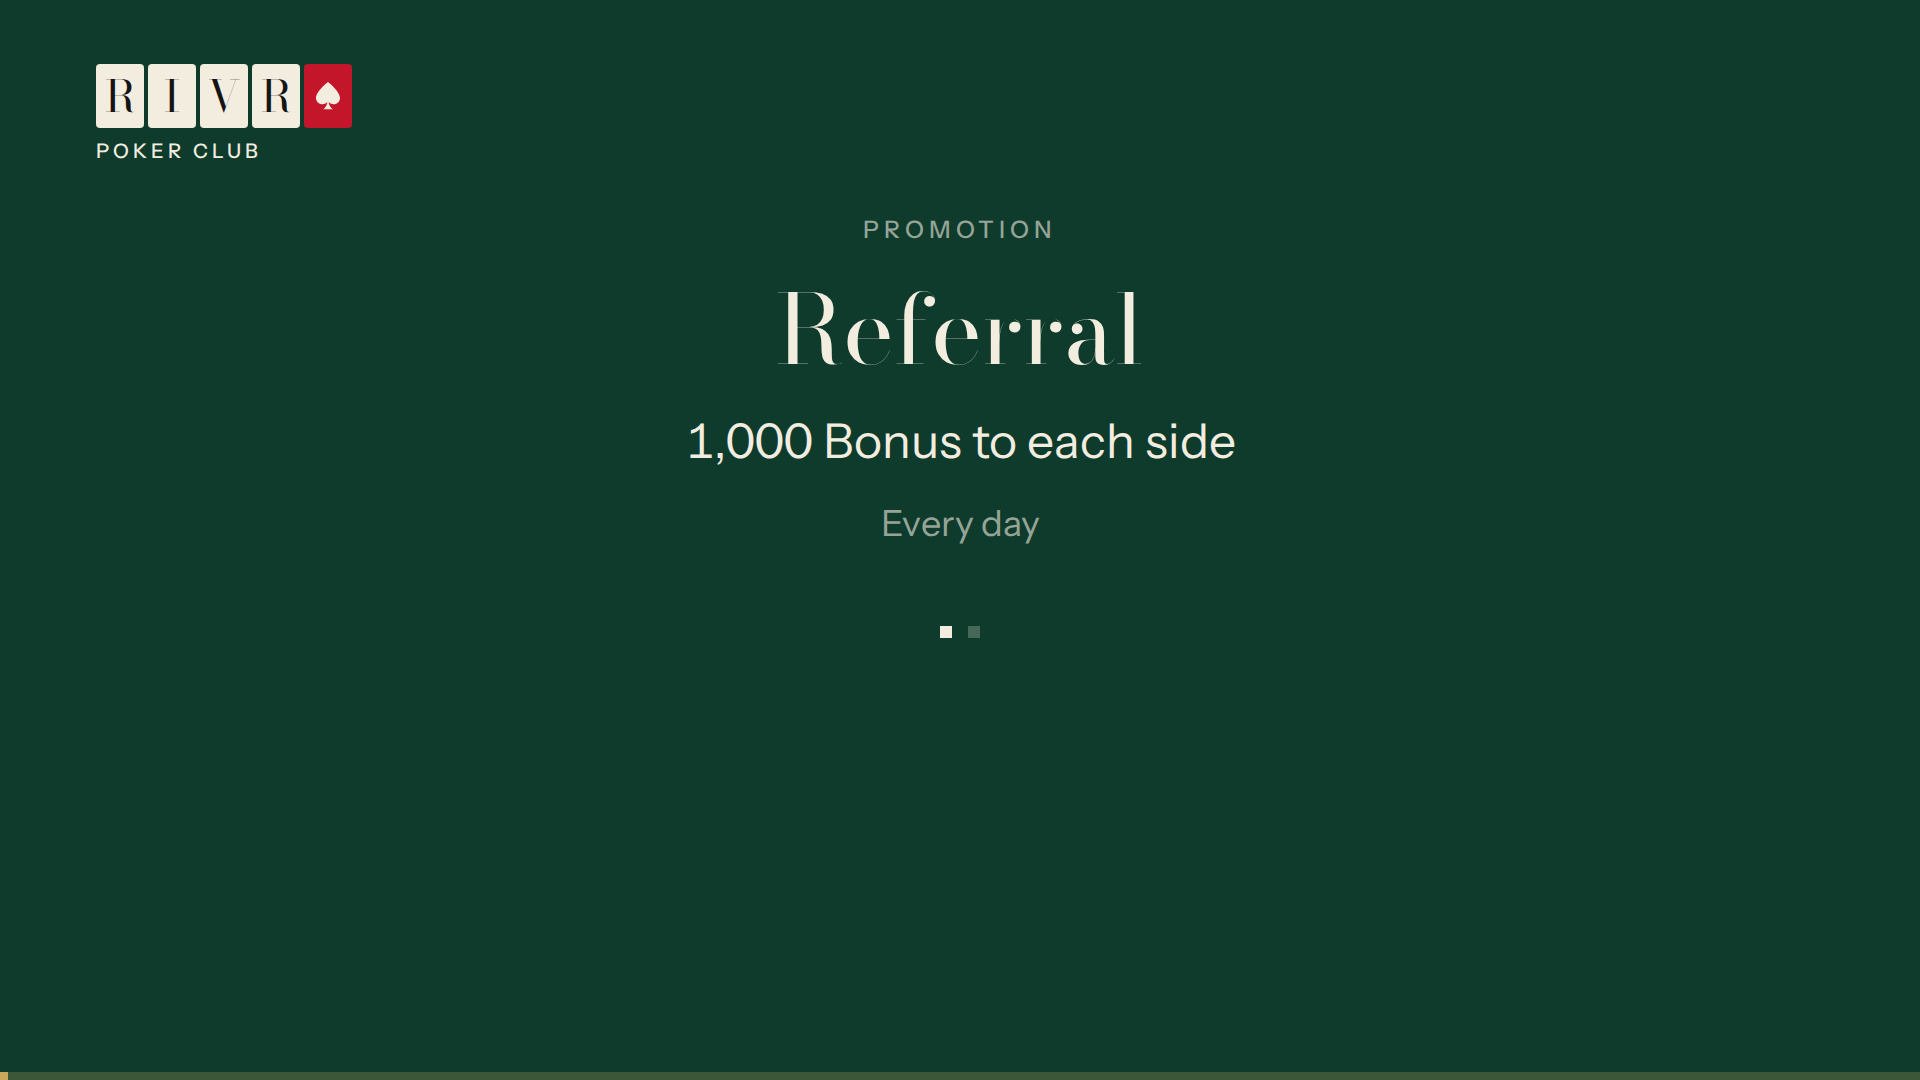 RIVR
POKER CLUB
PROMOTION
Referral
1,000 Bonus to each side
Every day